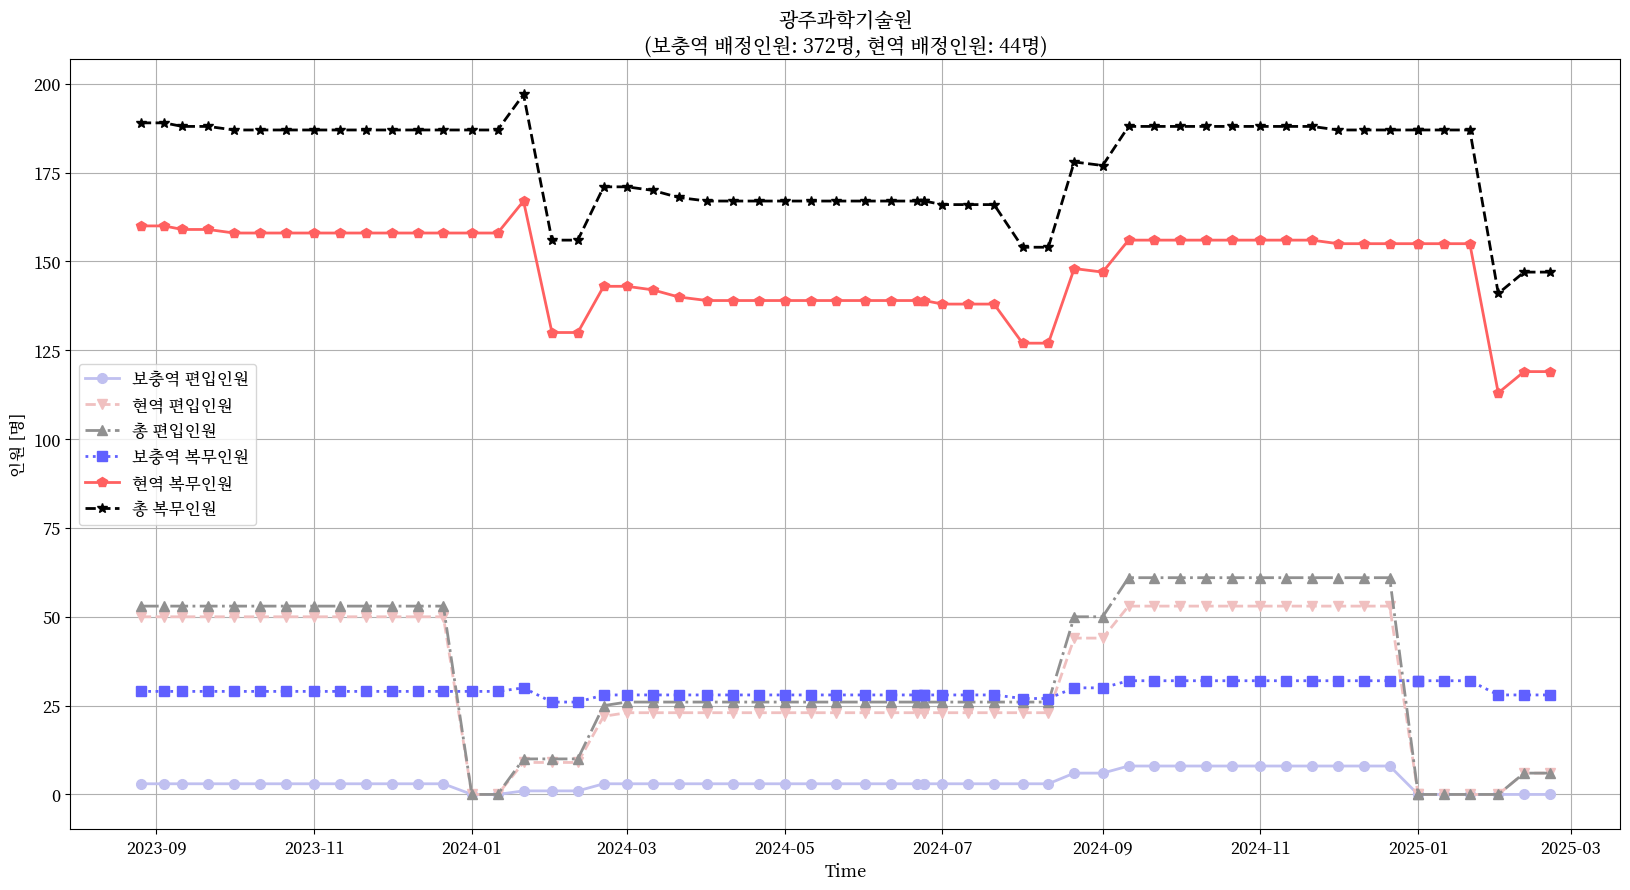 광주과학기술원
(보충역 배정인원: 372명, 현역 배정인원: 44명)
인원 [명]
200
175
150
125
100
75
50
25
0
보충역 편입인원
현역 편입인원
총 편입인원
보충역 복무인원
현역 복무인원
총 복무인원
2023-09
2023-11
2024-01
2024-03
2024-05
2024-07
2024-09
2024-11
2025-01
2025-03
Time